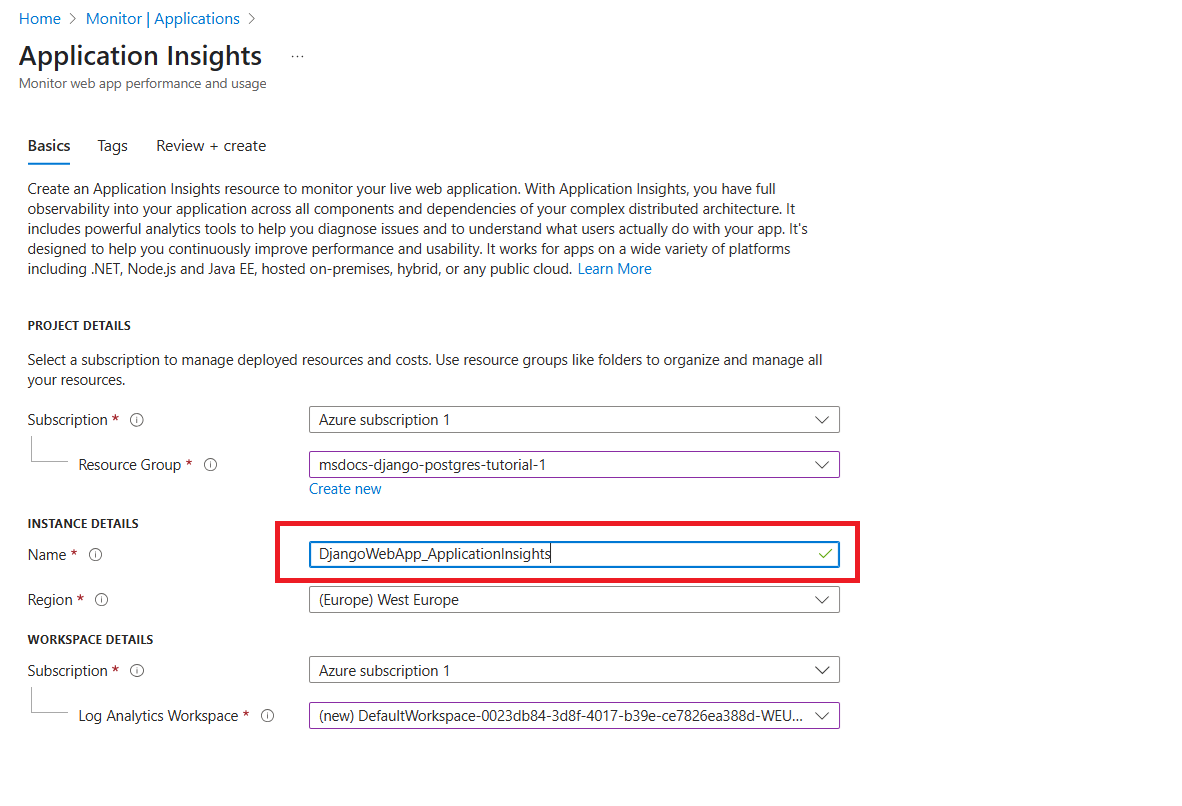 Home > Monitor | Applications >
Application Insights ...
Monitor web app performance and usage
Basics Tags Review + create
Create an Application Insights resource to monitor your live web application. With Application Insights, you have full
observability into your application across all components and dependencies of your complex distributed architecture. It
includes powerful analytics tools to help you diagnose issues and to understand what users actually do with your app. It's
designed to help you continuously improve performance and usability. It works for apps on a wide variety of platforms
including .NET, Node.js and Java EE, hosted on-premises, hybrid, or any public cloud. Learn More
PROJECT DETAILS
Select a subscription to manage deployed resources and costs. Use resource groups like folders to organize and manage all
your resources.
Subscription * Azure subscription 1
Resource Group * msdocs-django-postgres-tutorial-1
Create new
INSTANCE DETAILS
Name * DjangoWebApp_ApplicationInsights
Region * (Europe) West Europe
WORKSPACE DETAILS
Subscription * Azure subscription 1
Log Analytics Workspace * (new) DefaultWorkspace-0023db84-3d8f-4017-b39e-ce7826ea388d-WEU...